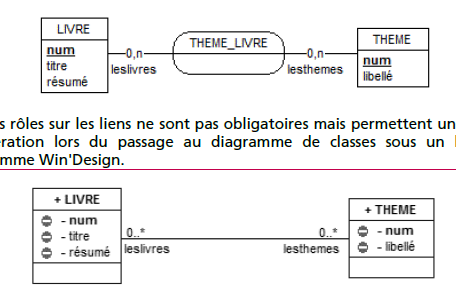 LIVRE
num
titre
résumé
0,n
leslivres
THEME_LIVRE
0,n
lesthemes
THEME
num
libellé
s rôles sur les liens ne sont pas obligatoires mais permettent un
ération lors du passage au diagramme de classes sous un
mme Win'Design.
+ LIVRE
- num
- titre
- résumé
0..*
leslivres
0..*
lesthemes
+ THEME
- num
- libellé